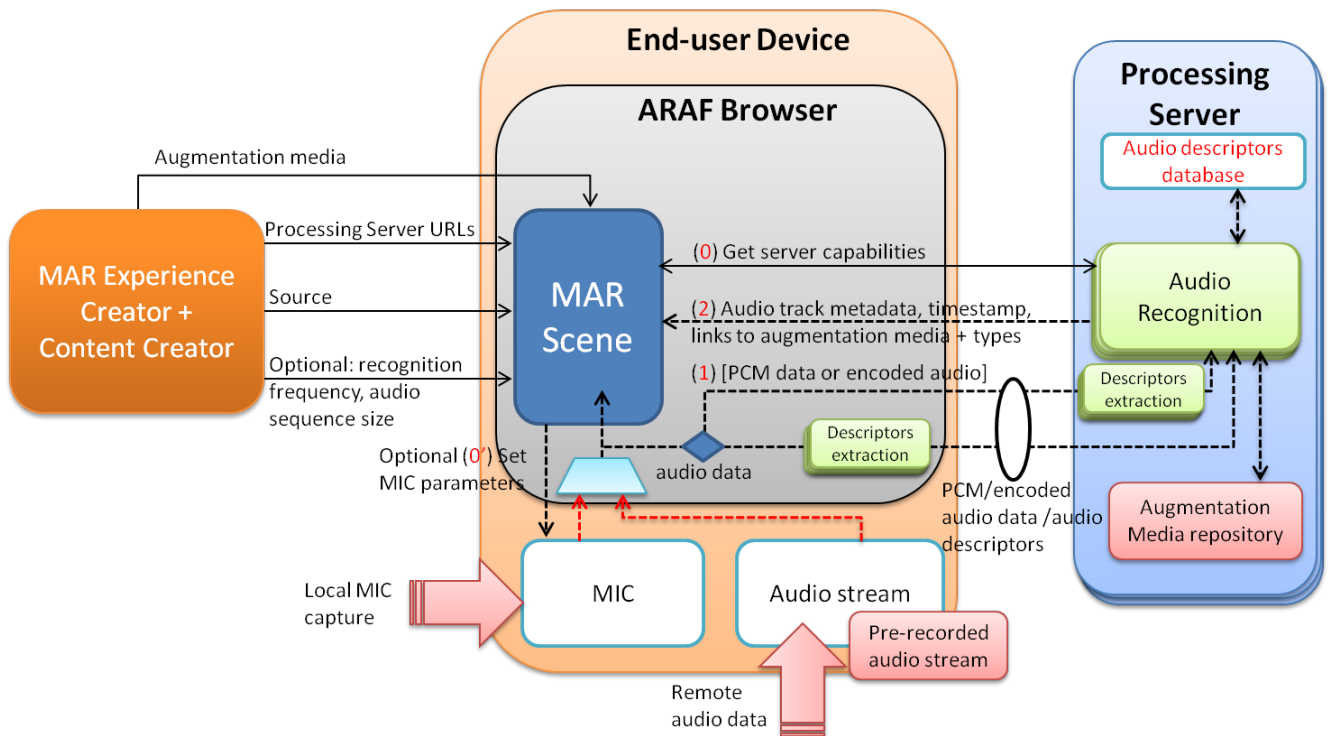 End-user Device
ARAF Browser
Processing
Server
Audio descriptors
database
Augmentation media
Processing Server URLs
MAR Experience
Creator +
Content Creator
Source
Optional: recognition
frequency, audio
sequence size
MAR
Scene
(0) Get server capabilities
(2) Audio track metadata, timestamp,
links to augmentation media + types
(1) [PCM data or encoded audio]
Audio
Recognition
Descriptors
extraction
Descriptors
extraction
audio data
Optional (0') Set
MIC parameters
PCM/encoded
audio data /audio
descriptors
Augmentation
Media repository
Local MIC
capture
MIC
Audio stream
Pre-recorded
audio stream
Remote
audio data